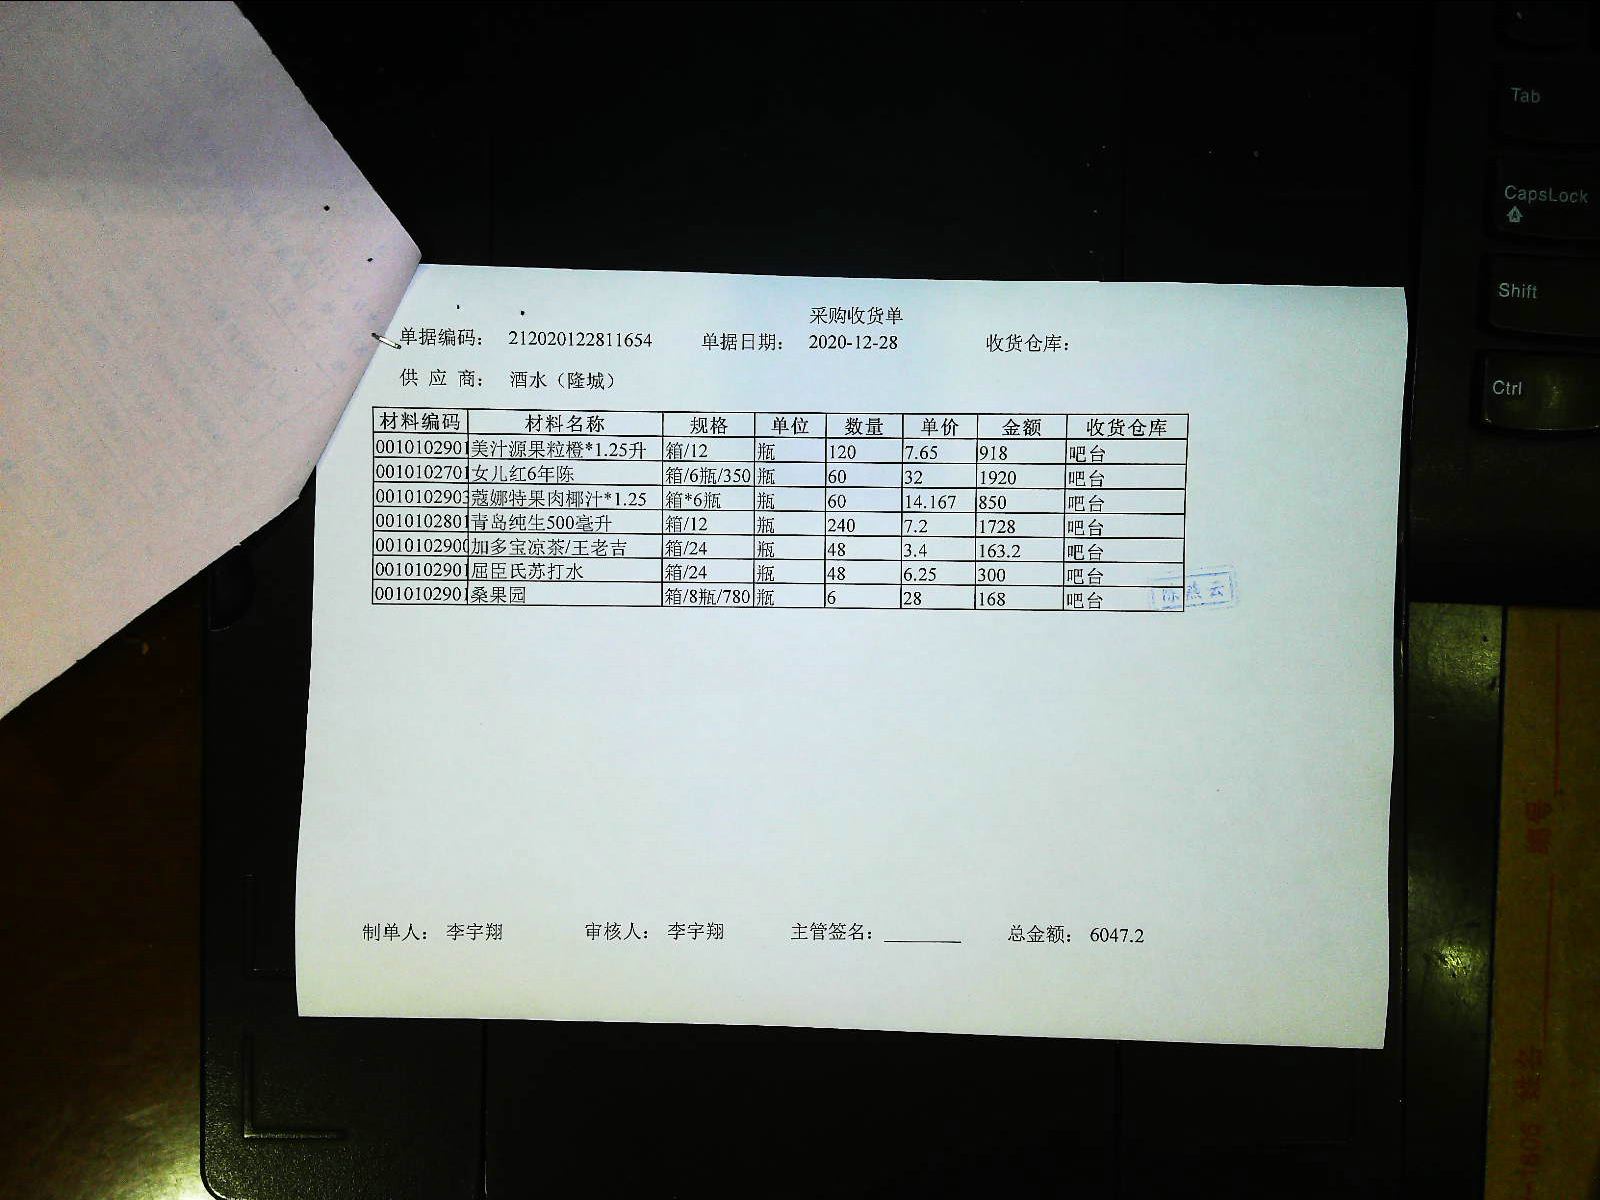 采购收货单
单据编码： 212020122811654 单据日期： 2020-12-28 收货仓库：
供 应 商： 酒水（隆城）
材料编码 材料名称 规格 单位 数量 单价 金额 收货仓库
0010102901 美汁源果粒橙*1.25升 箱/12 瓶 120 7.65 918 吧台
0010102701 女儿红6年陈 箱/6瓶/350 瓶 60 32 1920 吧台
0010102903 蔻娜特果肉椰汁*1.25 箱*6瓶 瓶 60 14.167 850 吧台
0010102801 青岛纯生500毫升 箱/12 瓶 240 7.2 1728 吧台
0010102900 加多宝凉茶/王老吉 箱/24 瓶 48 3.4 163.2 吧台
0010102901 屈臣氏苏打水 箱/24 瓶 48 6.25 300 吧台
0010102901 桑果园 箱/8瓶/780 瓶 6 28 168 吧台
燕云
制单人： 李宇翔 审核人： 李宇翔 主管签名： 总金额： 6047.2
Tab
CapsLock
Shift
Ctrl